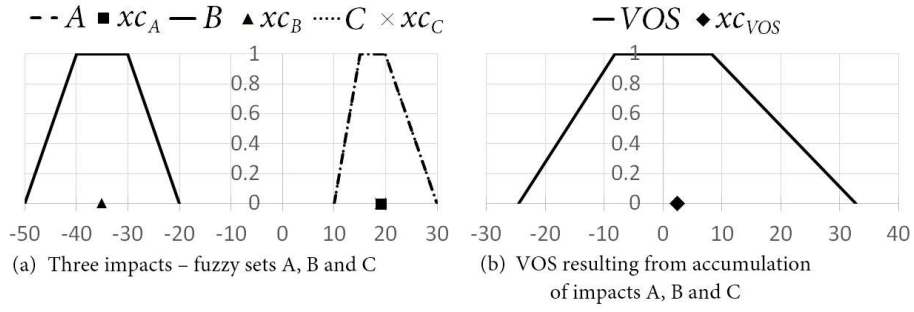 A xc_A B xc_B C xc_C VOS xc_VOS
1 1
0.8 0.8
0.6 0.6
0.4 0.4
0.2 0.2
0 0
-50 -40 -30 -20 -10 0 10 20 30 -30 -20 -10 0 10 20 30 40
(a) Three impacts – fuzzy sets A, B and C
(b) VOS resulting from accumulation
of impacts A, B and C